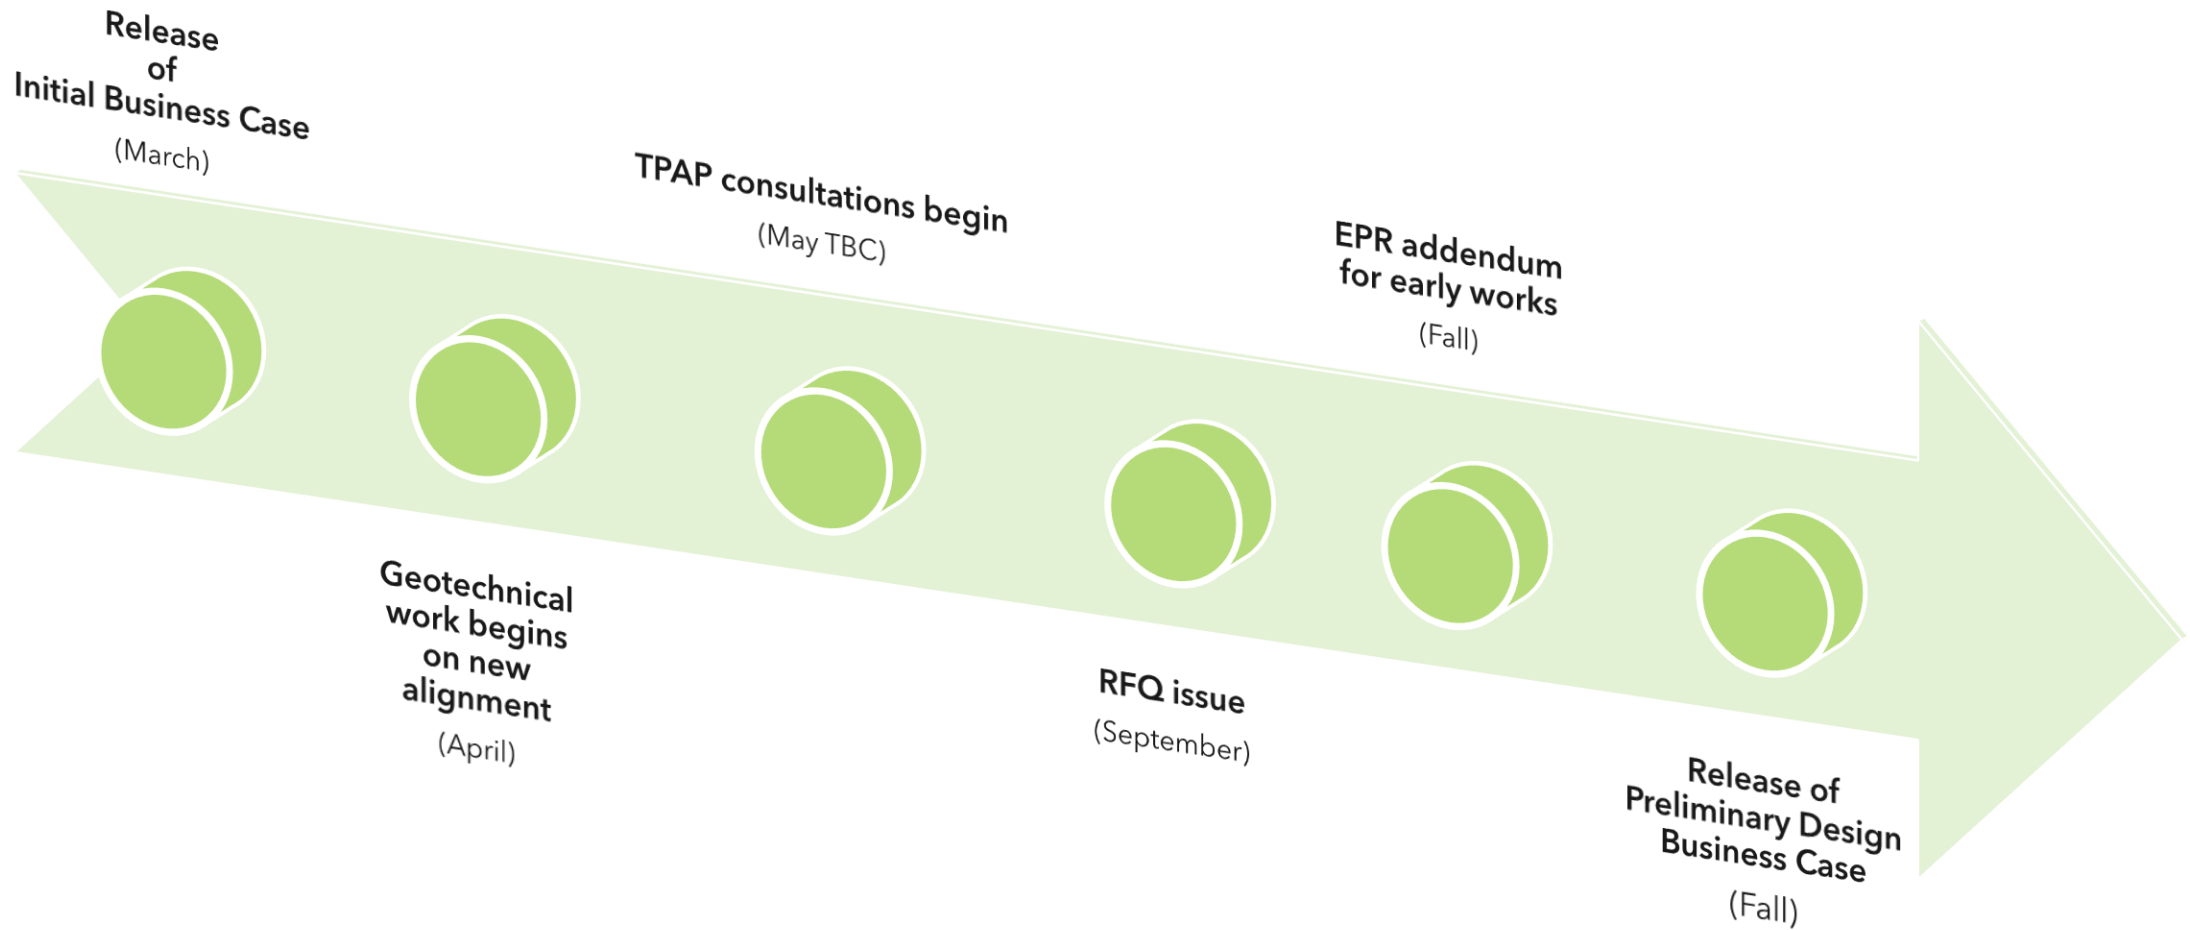 Release
of
Initial Business Case
(March)
Geotechnical
work begins
on new
alignment
(April)
TPAP consultations begin
(May TBC)
RFQ issue
(September)
EPR addendum
for early works
(Fall)
Release of
Preliminary Design
Business Case
(Fall)